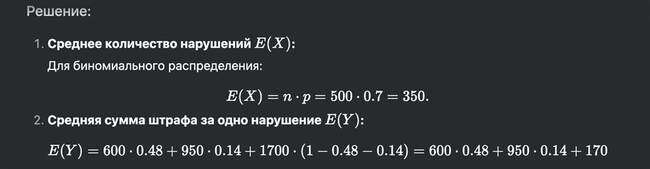 Решение:
1. Среднее количество нарушений E(X):
Для биномиального распределения:
E(X) = n · p = 500 · 0.7 = 350.
2. Средняя сумма штрафа за одно нарушение E(Y):
E(Y) = 600 · 0.48 + 950 · 0.14 + 1700 · (1 − 0.48 − 0.14) = 600 · 0.48 + 950 · 0.14 + 170